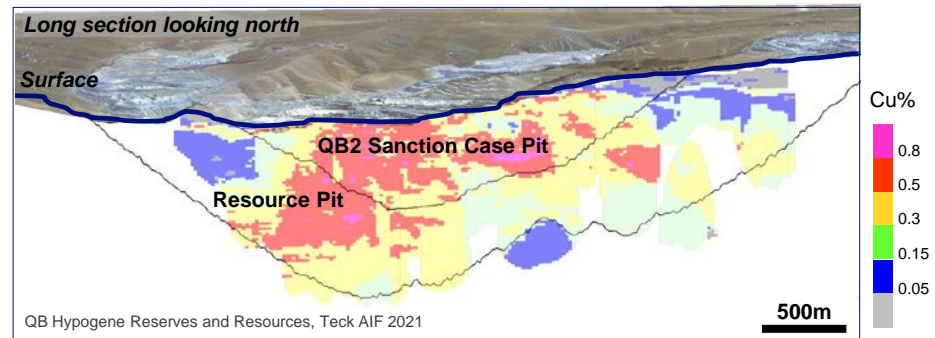 Long section looking north
Surface
QB2 Sanction Case Pit
Resource Pit
QB Hypogene Reserves and Resources, Teck AIF 2021
500m
Cu%
0.8
0.5
0.3
0.15
0.05